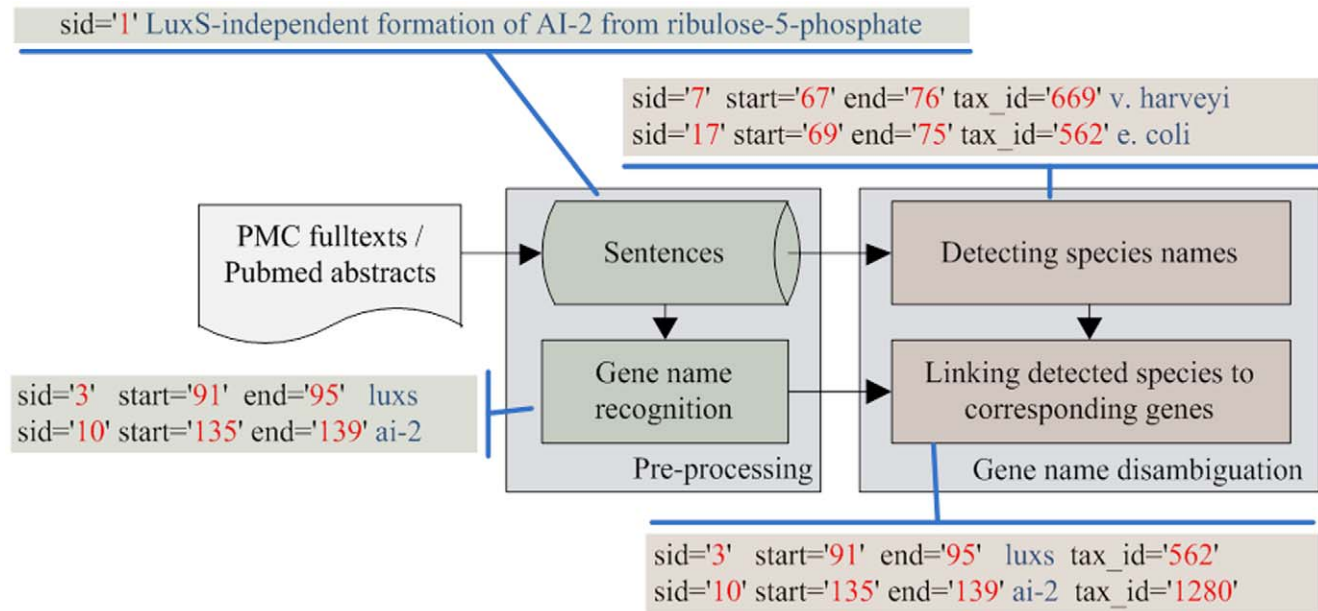 sid='1' LuxS-independent formation of AI-2 from ribulose-5-phosphate
sid='7' start='67' end='76' tax_id='669' v. harveyi
sid='17' start='69' end='75' tax_id='562' e. coli
PMC fulltexts /
Pubmed abstracts
Sentences
Detecting species names
sid='3' start='91' end='95' luxs
sid='10' start='135' end='139' ai-2
Gene name
recognition
Linking detected species to
corresponding genes
Pre-processing
Gene name disambiguation
sid='3' start='91' end='95' luxs tax_id='562'
sid='10' start='135' end='139' ai-2 tax_id='1280'